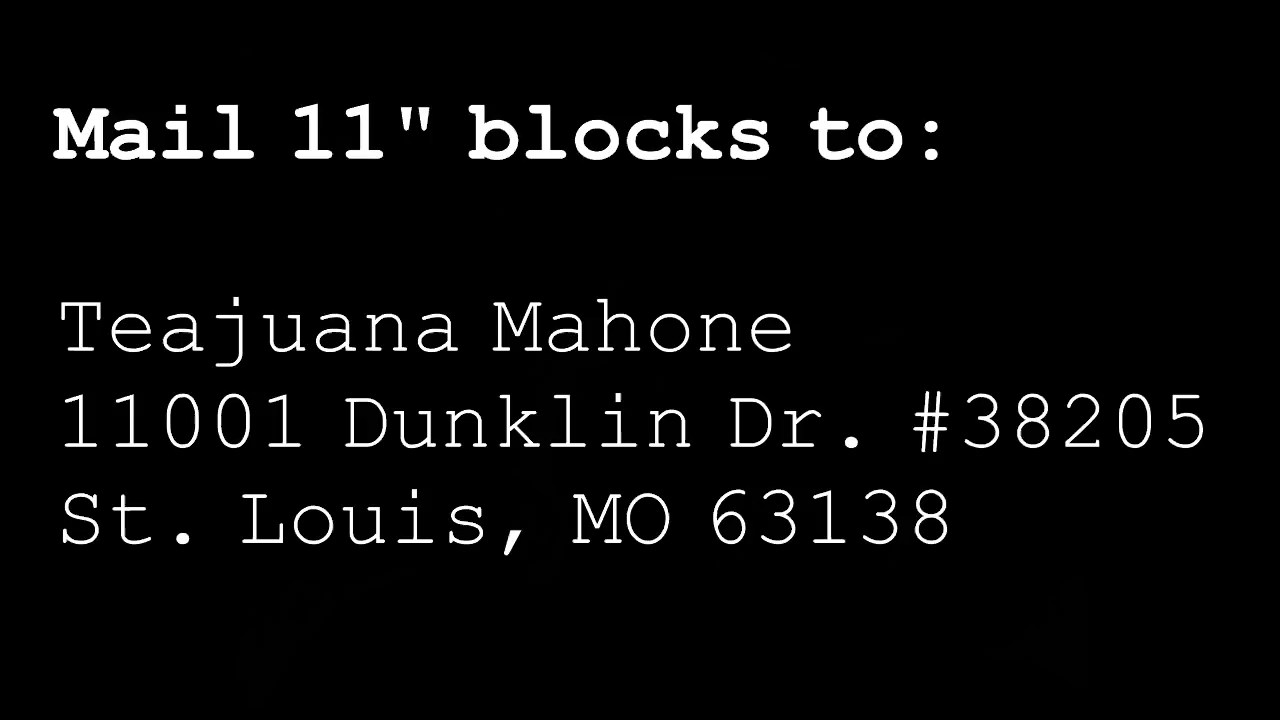 Mail 11" blocks to:
Teajuana Mahone
11001 Dunklin Dr. #38205
St. Louis, MO 63138